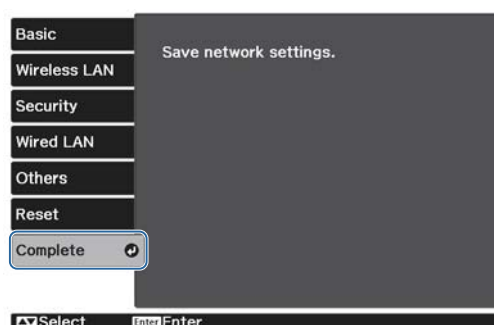 Basic
Wireless LAN
Security
Wired LAN
Others
Reset
Complete
Save network settings.
Select Enter Enter